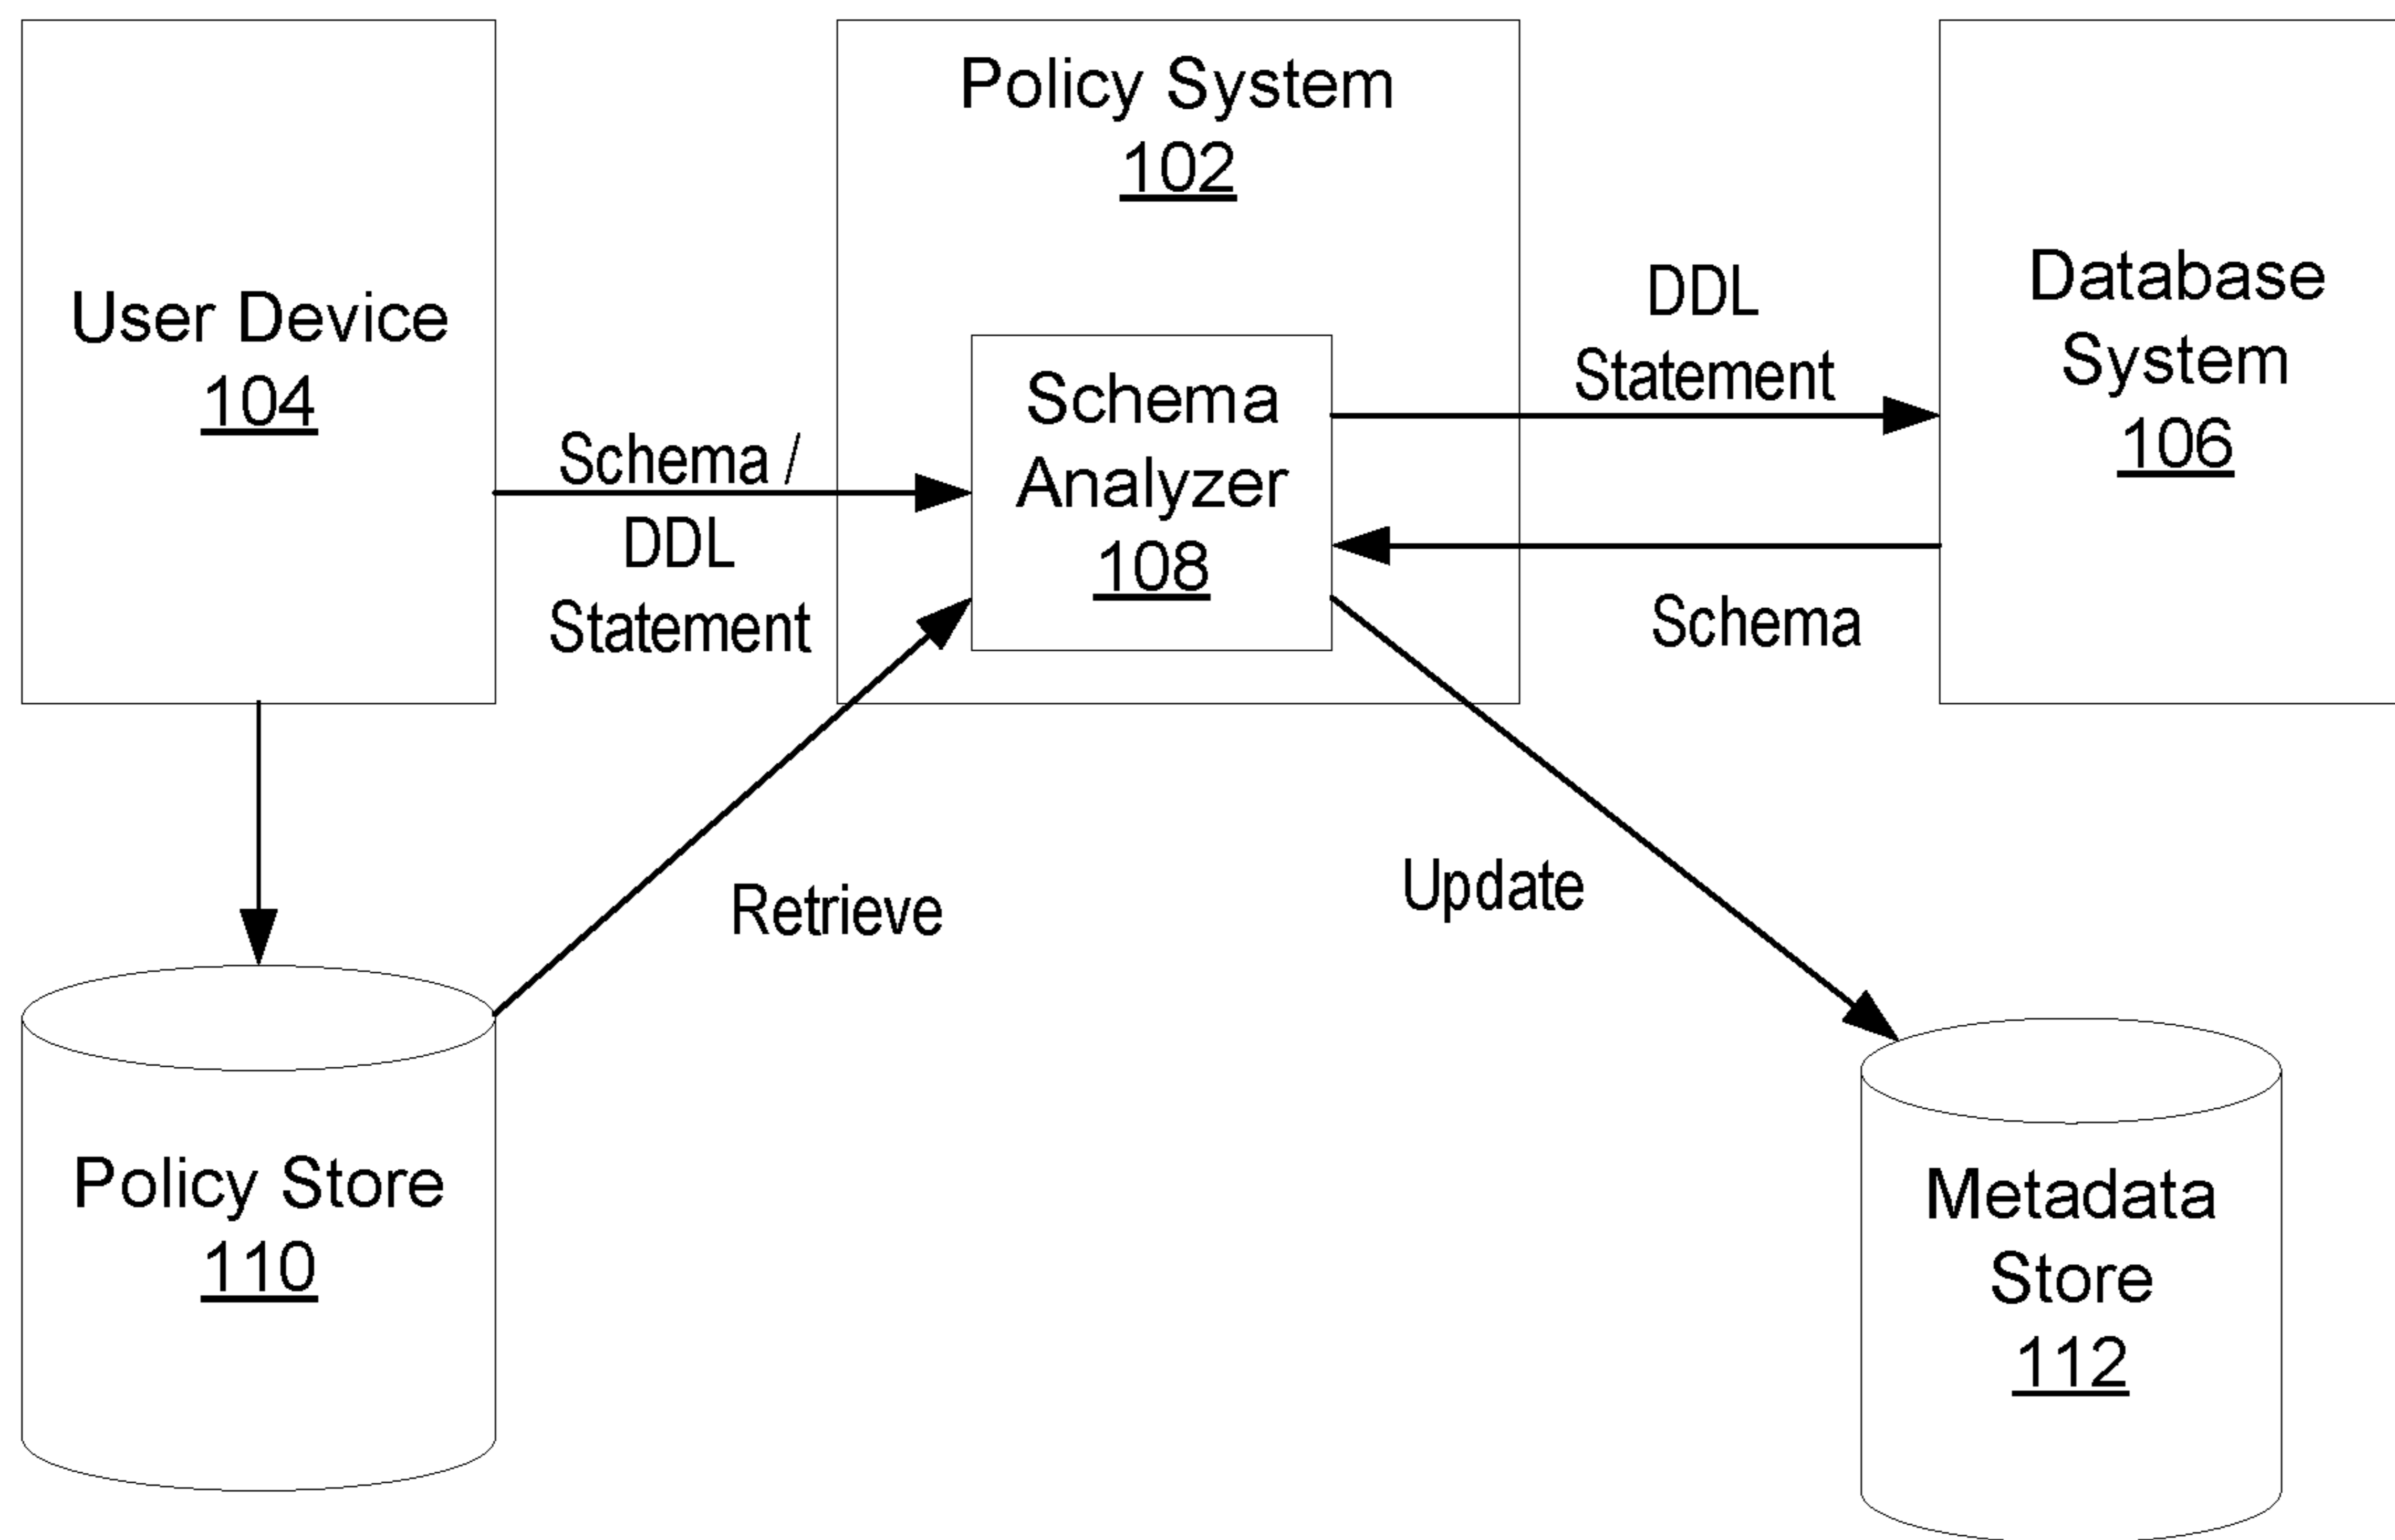 User Device
104
Schema /
DDL
Statement
Policy System
102
Schema
Analyzer
108
DDL
Statement
Schema
Database
System
106
Retrieve
Update
Policy Store
110
Metadata
Store
112